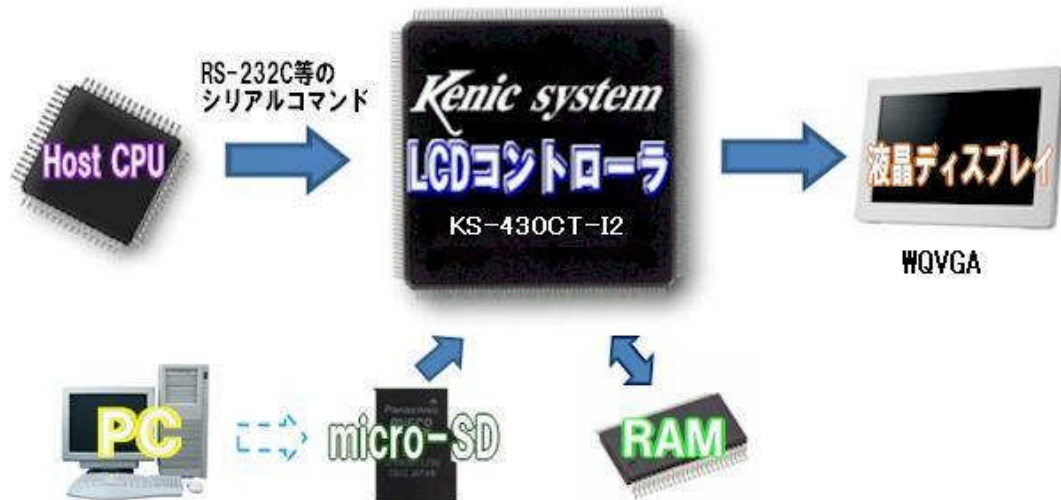 RS-232C等の
シリアルコマンド
Host CPU
Kenic system
LCDコントローラ
KS-430CT-I2
液晶ディスプレイ
WQVGA
PC
micro-SD
Panasonic
RAM